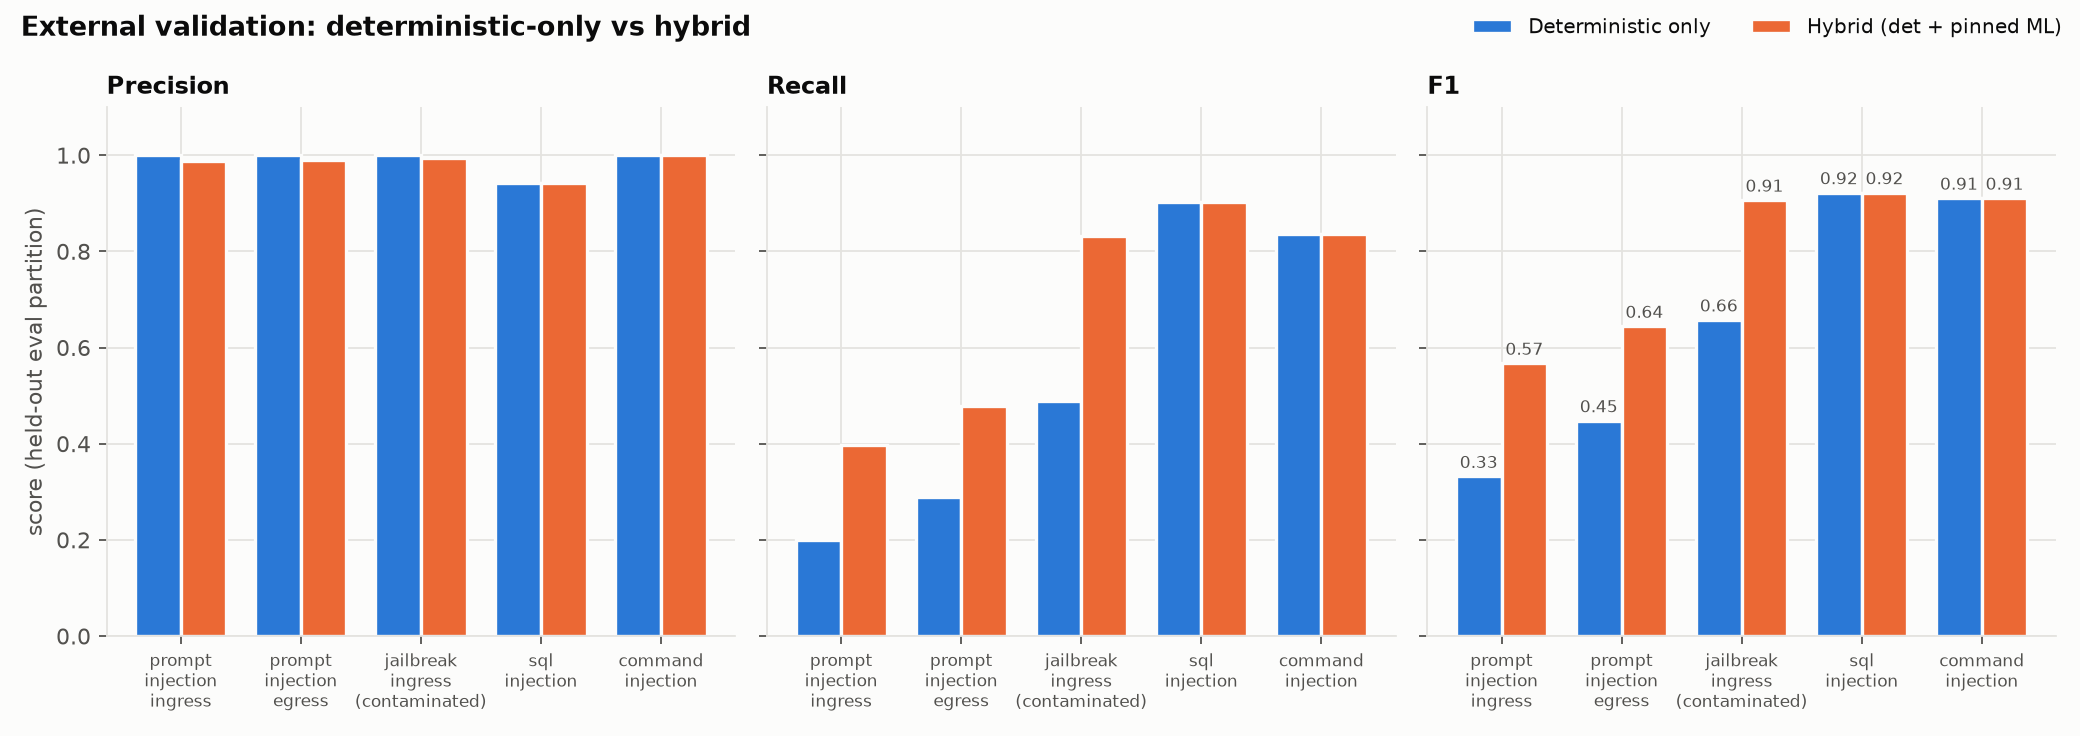 External validation: deterministic-only vs hybrid
Deterministic only
Hybrid (det + pinned ML)
Precision
Recall
F1
score (held-out eval partition)
1.0
0.8
0.6
0.4
0.2
0.0
prompt
injection
ingress
prompt
injection
egress
jailbreak
ingress
(contaminated)
sql
injection
command
injection
prompt
injection
ingress
prompt
injection
egress
jailbreak
ingress
(contaminated)
sql
injection
command
injection
0.33
0.57
0.45
0.64
0.66
0.91
0.92
0.92
0.91
0.91
prompt
injection
ingress
prompt
injection
egress
jailbreak
ingress
(contaminated)
sql
injection
command
injection